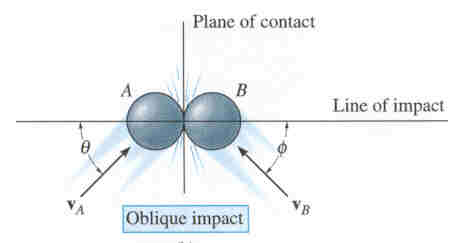 Plane of contact
A
B
Line of impact
θ
ϕ
v_A
v_B
Oblique impact